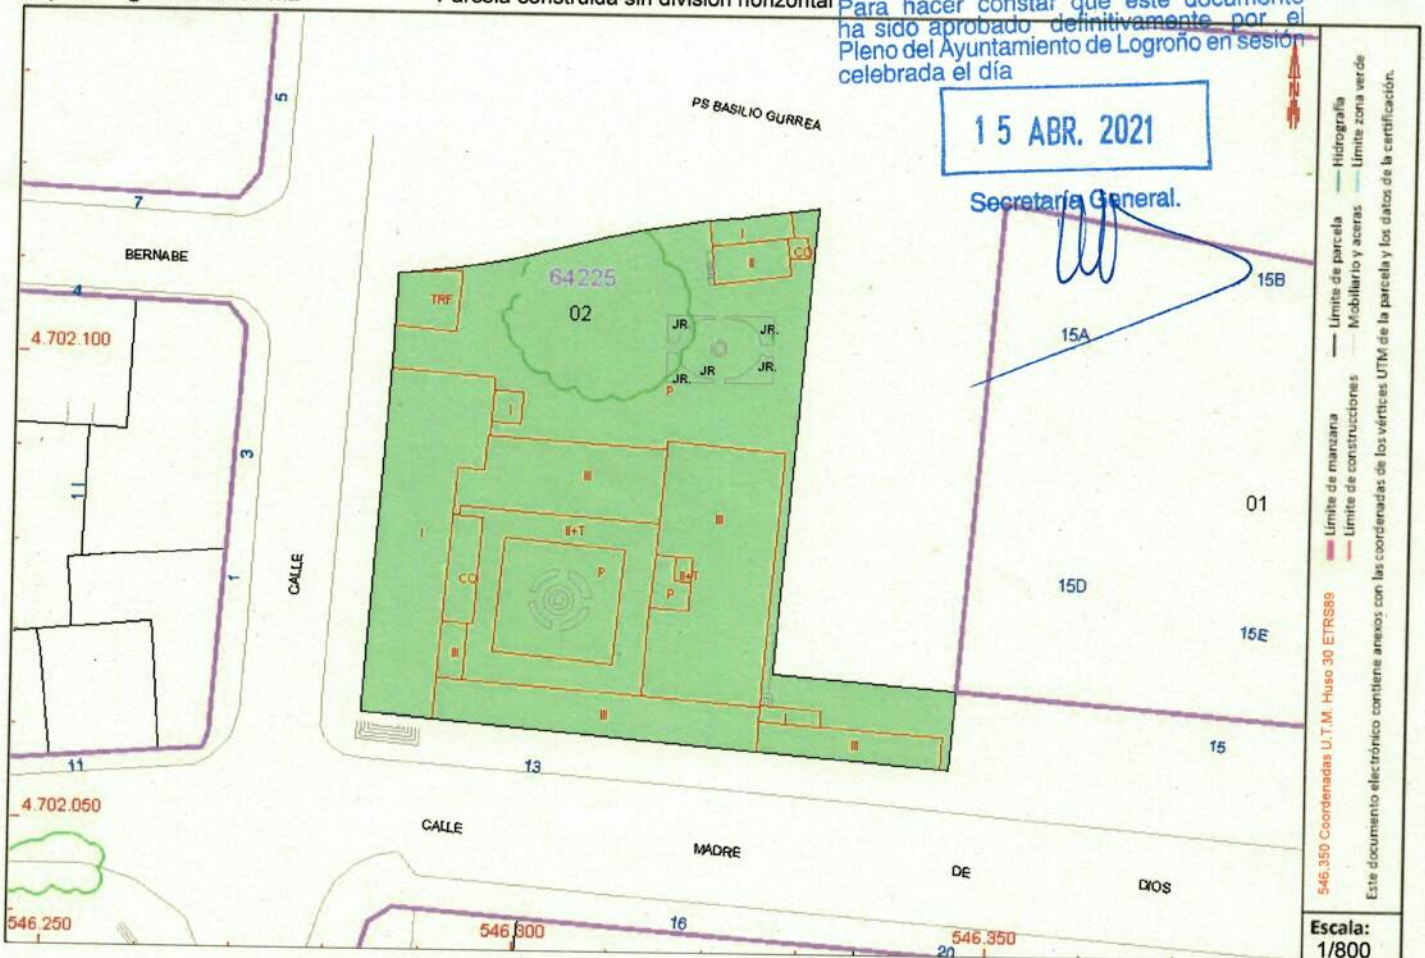 Parcela construida sin división horizontal
Para hacer constar que este documento
ha sido aprobado definitivamente por el
Pleno del Ayuntamiento de Logroño en sesión
celebrada el día
15 ABR. 2021
Secretaría General.
N
PS BASILIO GURREA
5
7
BERNABE
4
4.702.100
3
11
1
CALLE
11
4.702.050
546.250
64225
02
TRF
I
II
CO
JR.
JR.
JR.
JR
JR.
P
I
III
II+T
III
I
CO
P
II+T
P
III
III
I
III
13
15B
15A
01
15D
15E
15
CALLE
MADRE
DE
DIOS
16
546.300
546.350
20
546.350 Coordenadas U.T.M. Huso 30 ETRS89
Límite de manzana
Límite de construcciones
Límite de parcela
Mobiliario y aceras
Hidrografía
Límite zona verde
Este documento electrónico contiene anexos con las coordenadas de los vértices UTM de la parcela y los datos de la certificación.
Escala:
1/800